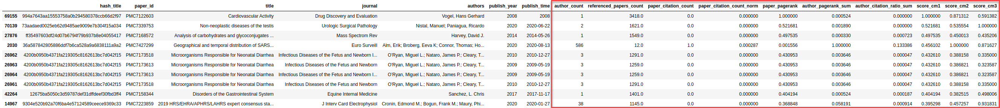 hash_title paper_id title journal authors publish_year publish_time author_count referenced_papers_count paper_citation_count paper_citation_count_norm paper_pagerank author_pagerank_sum author_citation_ratio_sum score_cm1 score_cm2 score_cm3
69155 994a7643aa15553758a0b294580378ccb66d2f97 PMC7122603 Cardiovascular Activity Drug Discovery and Evaluation Vogel, Hans Gerhard 2008 2008 1 3418.0 0.0 0.000000 1.000000 0.000524 0.000000 1.000000 0.871312 0.591382
70139 73aadaed0025eb62d9485ae9009e7b304f15a034 PMC7339753 Non-neoplastic diseases of the testis Urologic Surgical Pathology Nistal, Manuel; Paniagua, Ricardo 2020 2020-06-22 2 1621.0 0.0 0.000000 0.521681 0.001890 0.000000 0.521681 0.535554 1.000000
27876 ff35497603df24d07b6794f79b937b8e04055417 PMC7168572 Analysis of carbohydrates and glycoconjugates ... Mass Spectrom Rev Harvey, David J. 2014 2014-05-26 1 1549.0 0.0 0.000000 0.497535 0.000330 0.000723 0.497535 0.450013 0.435206
2030 36a587842805886ddf7b6ca528a9a6838111a9a2 PMC7427299 Geographical and temporal distribution of SARS... Euro Surveill Alm, Erik; Broberg, Eeva K; Connor, Thomas; Ho... 2020 2020-08-13 586 12.0 1.0 0.000287 0.001556 1.000000 0.133386 0.456102 1.000000 0.871627
26962 4200b0950b4371fa219305c8162613bc7d042f15 PMC7173518 Microorganisms Responsible for Neonatal Diarrhea Infectious Diseases of the Fetus and Newborn I... O'Ryan, Miguel L.; Nataro, James P.; Cleary, T... 2010 2010-12-27 3 1291.0 0.0 0.000000 0.430953 0.003646 0.000047 0.432610 0.388158 0.335000
26963 4200b0950b4371fa219305c8162613bc7d042f15 PMC7173613 Microorganisms Responsible for Neonatal Diarrhea Infectious Diseases of the Fetus and Newborn O'Ryan, Miguel L.; Nataro, James P.; Cleary, T... 2009 2009-05-19 3 1259.0 0.0 0.000000 0.430953 0.003646 0.000047 0.432610 0.386821 0.323587
26964 4200b0950b4371fa219305c8162613bc7d042f15 PMC7173613 Microorganisms Responsible for Neonatal Diarrhea Infectious Diseases of the Fetus and Newborn I... O'Ryan, Miguel L.; Nataro, James P.; Cleary, T... 2009 2009-05-19 3 1259.0 0.0 0.000000 0.430953 0.003646 0.000047 0.432610 0.386821 0.323587
26961 4200b0950b4371fa219305c8162613bc7d042f15 PMC7173518 Microorganisms Responsible for Neonatal Diarrhea Infectious Diseases of the Fetus and Newborn O'Ryan, Miguel L.; Nataro, James P.; Cleary, T... 2010 2010-12-27 3 1291.0 0.0 0.000000 0.430953 0.003646 0.000047 0.432610 0.388158 0.335000
42264 12675ba5050c3d59787def31dffdeef30fbd3ff4 PMC7158344 Disorders of the Gastrointestinal System Equine Internal Medicine Sanchez, L. Chris 2017 2017-11-17 1 1401.0 0.0 0.000000 0.404194 0.000524 0.000187 0.404194 0.382515 0.498006
14967 9304e520b92a70f6ba4e57124589ceece9369c33 PMC7223859 2019 HRS/EHRA/APHRS/LAHRS expert consensus sta... J Interv Card Electrophysiol Cronin, Edmond M.; Bogun, Frank M.; Maury, Phi... 2020 2020-01-27 38 1145.0 0.0 0.000000 0.368848 0.058191 0.000914 0.395298 0.457127 0.931831